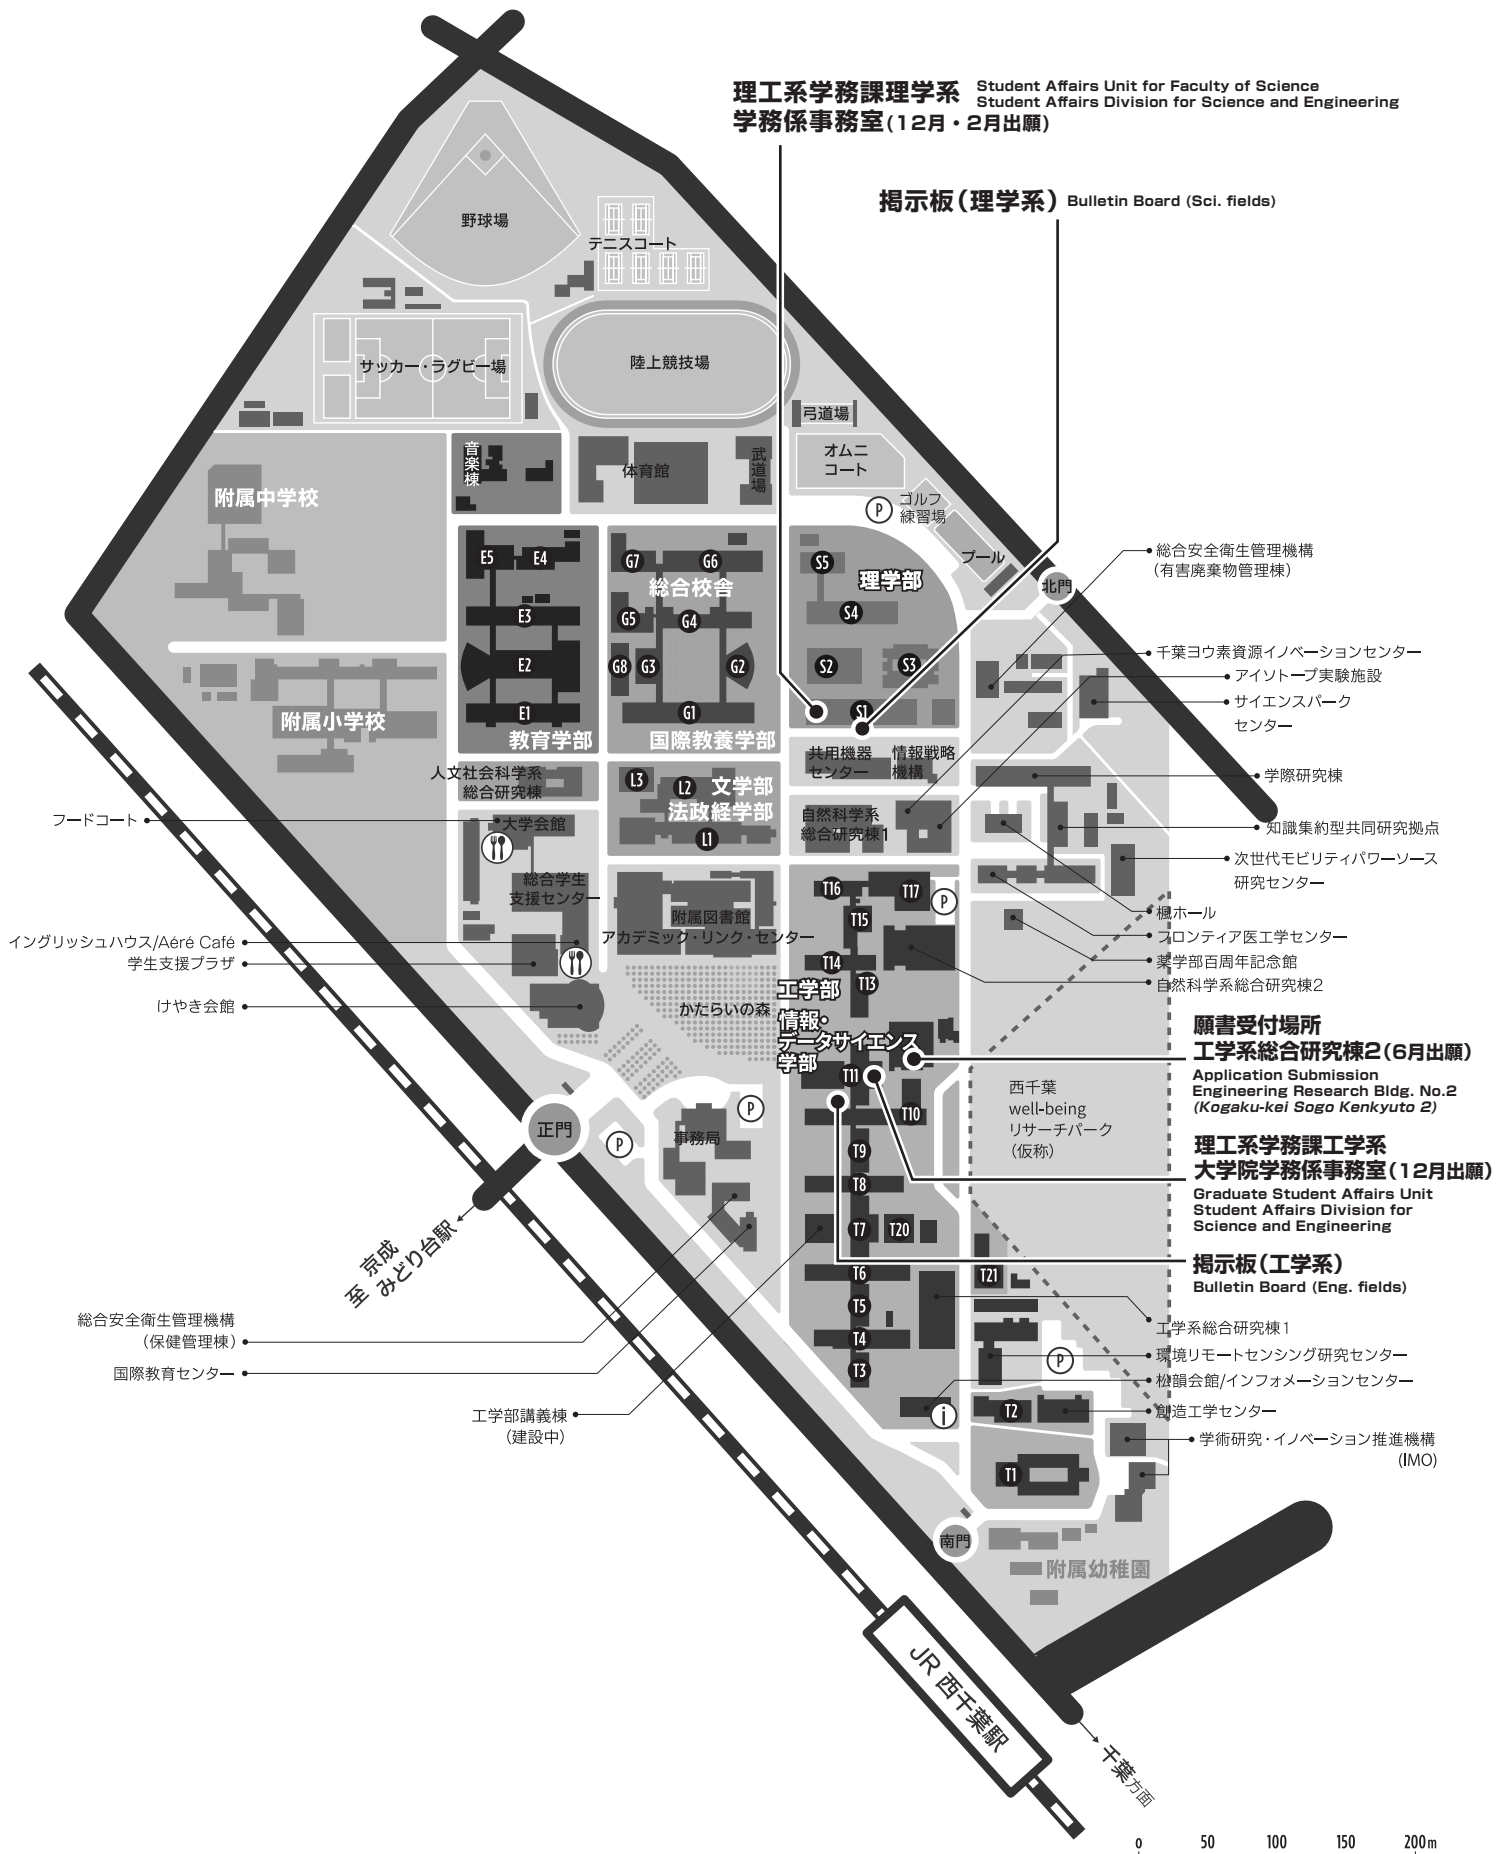 理工系学務課理学系
学務係事務室(12月・2月出願)
Student Affairs Unit for Faculty of Science
Student Affairs Division for Science and Engineering
掲示板(理学系)
Bulletin Board (Sci. fields)
野球場
テニスコート
サッカー・ラグビー場
陸上競技場
弓道場
オムニ
コート
音楽棟
体育館
武道場
P
ゴルフ
練習場
プール
北門
附属中学校
附属小学校
E5
E4
E3
E2
E1
教育学部
G7
G6
総合校舎
G5
G4
G8
G3
G2
G1
国際教養学部
S5
理学部
S4
S2
S3
S1
総合安全衛生管理機構
(有害廃棄物管理棟)
千葉ヨウ素資源イノベーションセンター
アイソトープ実験施設
サイエンスパーク
センター
学際研究棟
知識集約型共同研究拠点
次世代モビリティパワーソース
研究センター
楓ホール
フロンティア医工学センター
薬学部百周年記念館
自然科学系総合研究棟2
人文社会科学系
総合研究棟
L3
L2
文学部
法政経学部
L1
共用機器
センター
情報戦略
機構
自然科学系
総合研究棟1
フードコート
大学会館
総合学生
支援センター
イングリッシュハウス/Aéré Café
学生支援プラザ
けやき会館
附属図書館
アカデミック・リンク・センター
かたらいの森
T16
T17
P
T15
T14
T13
工学部
情報・
データサイエンス
学部
T11
T10
T9
T8
T7
T20
T6
T5
T4
T3
T21
T2
T1
願書受付場所
工学系総合研究棟2(6月出願)
Application Submission
Engineering Research Bldg. No.2
(Kogaku-kei Sogo Kenkyuto 2)
西千葉
well-being
リサーチパーク
(仮称)
理工系学務課工学系
大学院学務係事務室(12月出願)
Graduate Student Affairs Unit
Student Affairs Division for
Science and Engineering
掲示板(工学系)
Bulletin Board (Eng. fields)
正門
P
P
事務局
至 京成
みどり台駅
総合安全衛生管理機構
(保健管理棟)
国際教育センター
工学部講義棟
(建設中)
工学系総合研究棟1
環境リモートセンシング研究センター
P
松韻会館/インフォメーションセンター
i
創造工学センター
学術研究・イノベーション推進機構
(IMO)
南門
附属幼稚園
JR 西千葉駅
千葉方面
0 50 100 150 200m